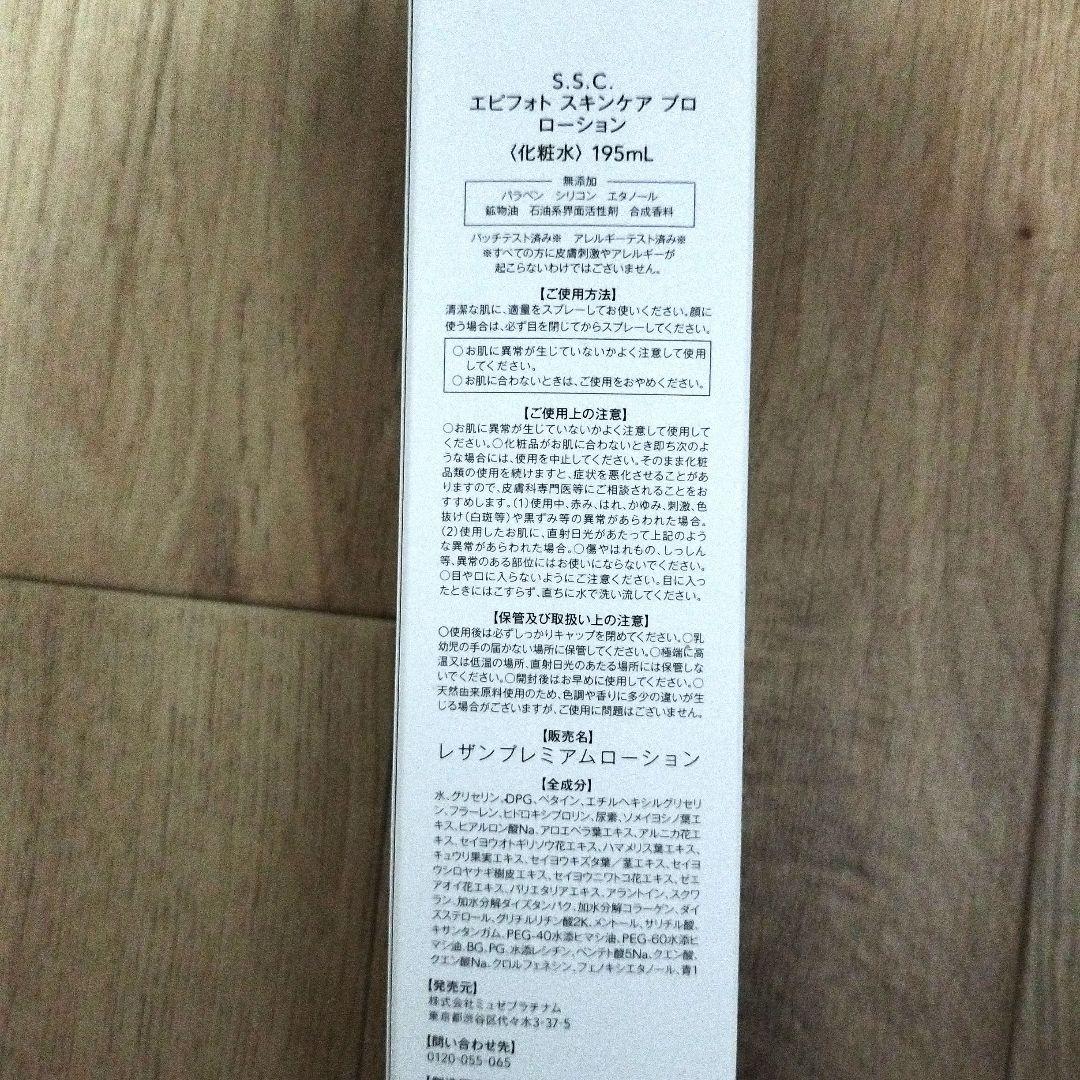 S.S.C.
エピフォト スキンケア プロ
ローション
〈化粧水〉 195mL
無添加
パラベン シリコン エタノール
鉱物油 石油系界面活性剤 合成香料
パッチテスト済み※ アレルギーテスト済み※
※すべての方に皮膚刺激やアレルギーが
起こらないわけではございません。
【ご使用方法】
清潔な肌に、適量をスプレーしてお使いください。顔に
使う場合は、必ず目を閉じてからスプレーしてください。
○お肌に異常が生じていないかよく注意して使用
してください。
○お肌に合わないときは、ご使用をおやめください。
【ご使用上の注意】
○お肌に異常が生じていないかよく注意して使用して
ください。○化粧品がお肌に合わないとき即ち次のよ
うな場合には、使用を中止してください。そのまま化粧
品類の使用を続けますと、症状を悪化させることがあ
りますので、皮膚科専門医等にご相談されることをお
すすめします。(1)使用中、赤み、はれ、かゆみ、刺激、色
抜け(白斑等)や黒ずみ等の異常があらわれた場合。
(2)使用したお肌に、直射日光があたって上記のよう
な異常があらわれた場合。○傷やはれもの、しっしん
等、異常のある部位にはお使いにならないでください。
○目や口に入らないようにご注意ください。目に入っ
たときにはこすらず、直ちに水で洗い流してください。
【保管及び取扱い上の注意】
○使用後は必ずしっかりキャップを閉めてください。○乳
幼児の手の届かない場所に保管してください。○極端に高
温又は低温の場所、直射日光のあたる場所には保管しな
いでください。○開封後はお早めに使用してください。○
天然由来原料使用のため、色調や香りに多少の違いが生
じる場合がございますが、ご使用に問題はございません。
【販売名】
レザンプレミアムローション
【全成分】
水、グリセリン、DPG、ベタイン、エチルヘキシルグリセリ
ン、フラーレン、ヒドロキシプロリン、尿素、ソメイヨシノ葉エ
キス、ヒアルロン酸Na、アロエベラ葉エキス、アルニカ花エ
キス、セイヨウオトギリソウ花エキス、ハマメリス葉エキス、
キュウリ果実エキス、セイヨウキズタ葉／茎エキス、セイヨ
ウシロヤナギ樹皮エキス、セイヨウニワトコ花エキス、ゼニ
アオイ花エキス、パリエタリアエキス、アラントイン、スクワ
ラン、加水分解ダイズタンパク、加水分解コラーゲン、ダイ
ズステロール、グリチルリチン酸2K、メントール、サリチル酸、
キサンタンガム、PEG-40水添ヒマシ油、PEG-60水添ヒ
マシ油、BG、PG、水添レシチン、ペンテト酸5Na、クエン酸、
クエン酸Na、クロルフェネシン、フェノキシエタノール、青1
【発売元】
株式会社ミュゼプラチナム
東京都渋谷区代々木3-37-5
【問い合わせ先】
0120-055-065